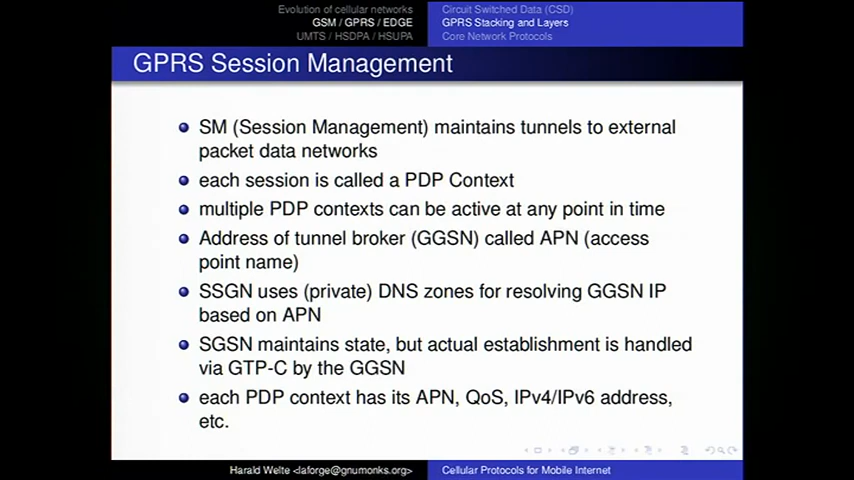 Evolution of cellular networks
GSM / GPRS / EDGE
UMTS / HSDPA / HSUPA
Circuit Switched Data (CSD)
GPRS Stacking and Layers
Core Network Protocols
GPRS Session Management
SM (Session Management) maintains tunnels to external
packet data networks
each session is called a PDP Context
multiple PDP contexts can be active at any point in time
Address of tunnel broker (GGSN) called APN (access
point name)
SSGN uses (private) DNS zones for resolving GGSN IP
based on APN
SGSN maintains state, but actual establishment is handled
via GTP-C by the GGSN
each PDP context has its APN, QoS, IPv4/IPv6 address,
etc.
Harald Welte <laforge@gnumonks.org>
Cellular Protocols for Mobile Internet